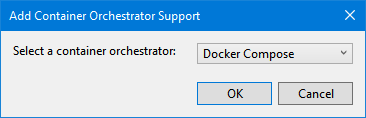 Add Container Orchestrator Support
Select a container orchestrator: Docker Compose
OK Cancel